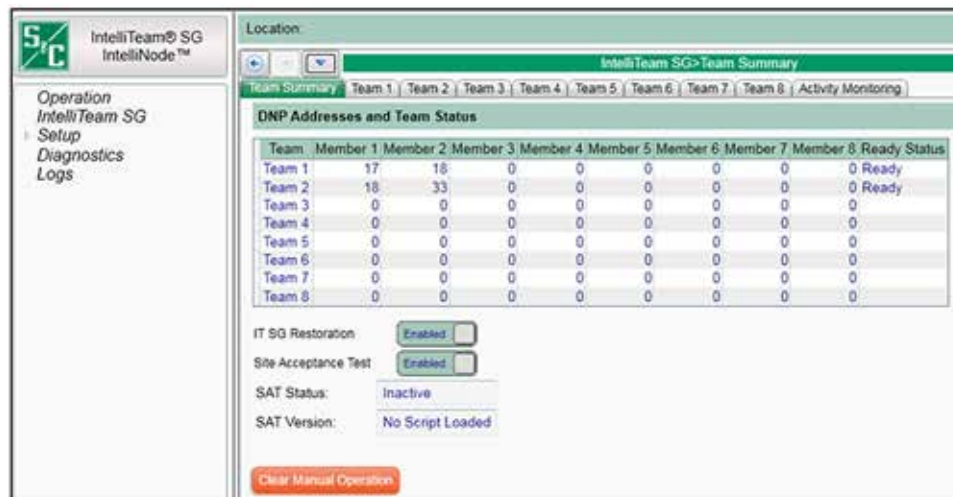 S&C
IntelliTeam® SG
IntelliNode™
Operation
IntelliTeam SG
Setup
Diagnostics
Logs
Location:
IntelliTeam SG>Team Summary
Team Summary Team 1 Team 2 Team 3 Team 4 Team 5 Team 6 Team 7 Team 8 Activity Monitoring
DNP Addresses and Team Status
Team Member 1 Member 2 Member 3 Member 4 Member 5 Member 6 Member 7 Member 8 Ready Status
Team 1 17 18 0 0 0 0 0 0 Ready
Team 2 18 33 0 0 0 0 0 0 Ready
Team 3 0 0 0 0 0 0 0 0
Team 4 0 0 0 0 0 0 0 0
Team 5 0 0 0 0 0 0 0 0
Team 6 0 0 0 0 0 0 0 0
Team 7 0 0 0 0 0 0 0 0
Team 8 0 0 0 0 0 0 0 0
IT SG Restoration Enabled
Site Acceptance Test Enabled
SAT Status: Inactive
SAT Version: No Script Loaded
Clear Manual Operation